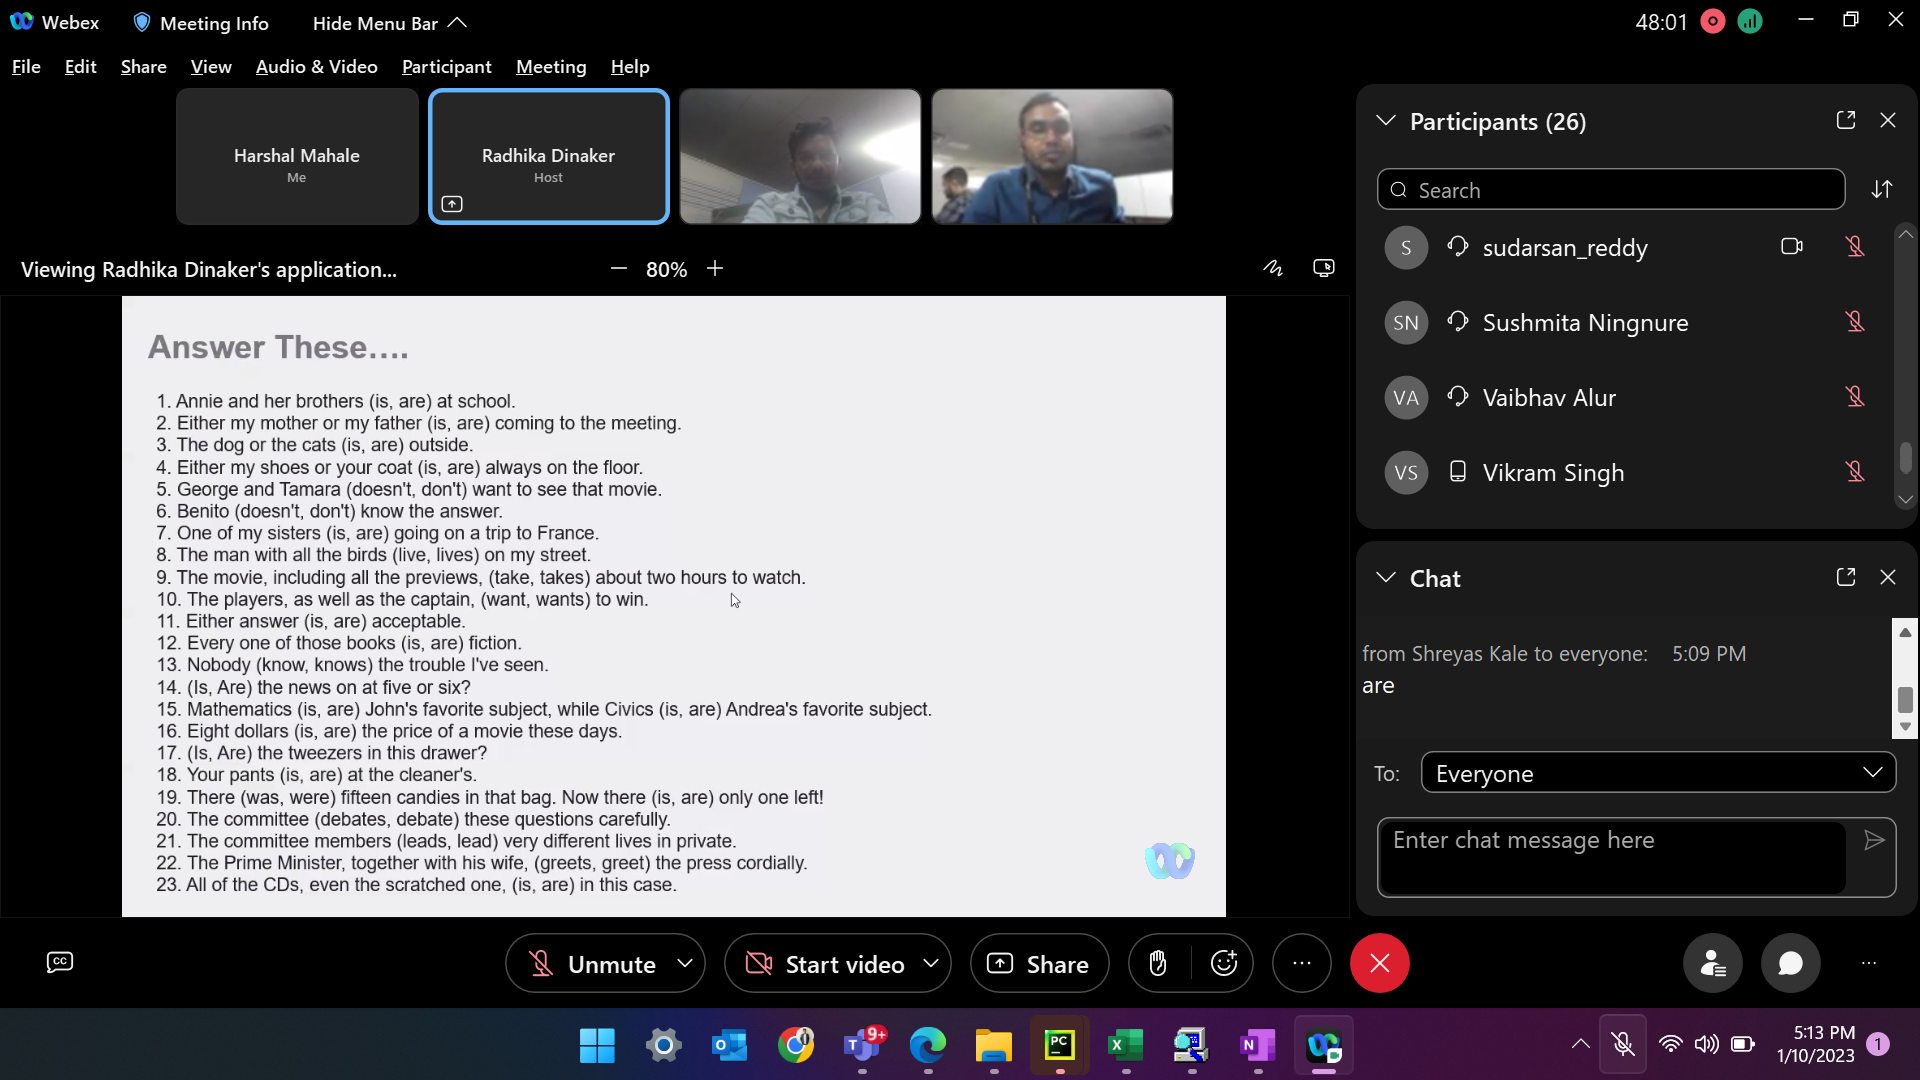 Webex Meeting Info Hide Menu Bar 48:01
File Edit Share View Audio & Video Participant Meeting Help
Harshal Mahale
Me
Radhika Dinaker
Host
Viewing Radhika Dinaker's application... 80%
Answer These….
1. Annie and her brothers (is, are) at school.
2. Either my mother or my father (is, are) coming to the meeting.
3. The dog or the cats (is, are) outside.
4. Either my shoes or your coat (is, are) always on the floor.
5. George and Tamara (doesn't, don't) want to see that movie.
6. Benito (doesn't, don't) know the answer.
7. One of my sisters (is, are) going on a trip to France.
8. The man with all the birds (live, lives) on my street.
9. The movie, including all the previews, (take, takes) about two hours to watch.
10. The players, as well as the captain, (want, wants) to win.
11. Either answer (is, are) acceptable.
12. Every one of those books (is, are) fiction.
13. Nobody (know, knows) the trouble I've seen.
14. (Is, Are) the news on at five or six?
15. Mathematics (is, are) John's favorite subject, while Civics (is, are) Andrea's favorite subject.
16. Eight dollars (is, are) the price of a movie these days.
17. (Is, Are) the tweezers in this drawer?
18. Your pants (is, are) at the cleaner's.
19. There (was, were) fifteen candies in that bag. Now there (is, are) only one left!
20. The committee (debates, debate) these questions carefully.
21. The committee members (leads, lead) very different lives in private.
22. The Prime Minister, together with his wife, (greets, greet) the press cordially.
23. All of the CDs, even the scratched one, (is, are) in this case.
Participants (26)
Search
S sudarsan_reddy
SN Sushmita Ningnure
VA Vaibhav Alur
VS Vikram Singh
Chat
from Shreyas Kale to everyone: 5:09 PM
are
To: Everyone
Enter chat message here
CC Unmute Start video Share
O T 9+ PC X N
5:13 PM
1/10/2023 1